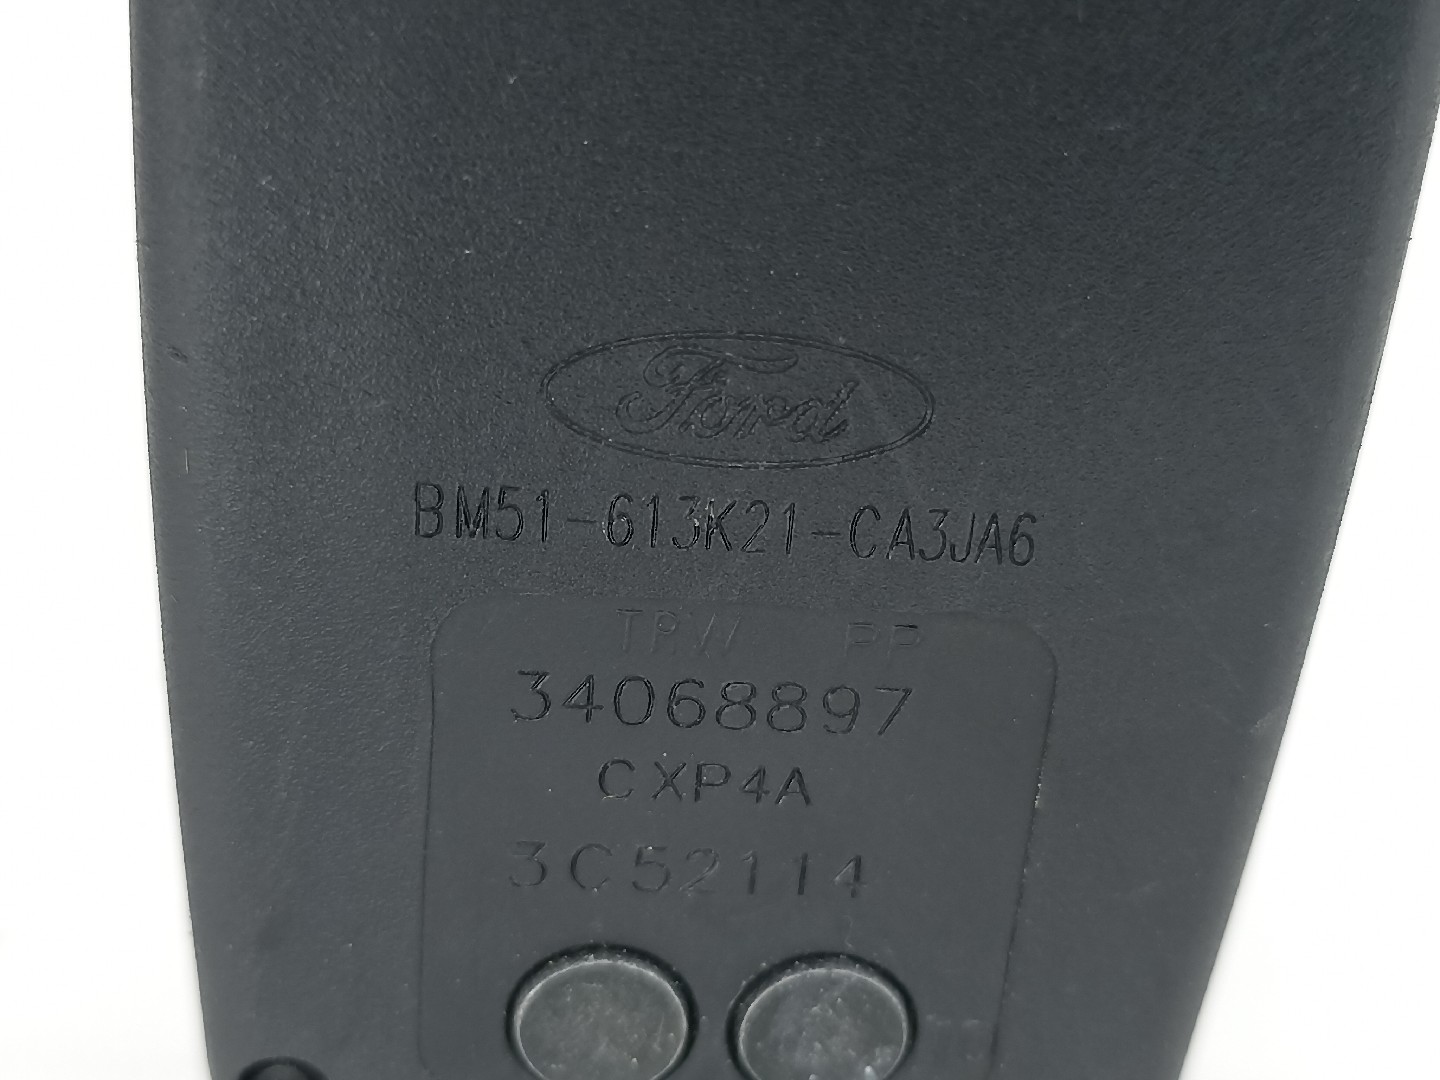 Ford
BM51-613K21-CA3JA6
TRW PP
34068897
CXP4A
3C52114